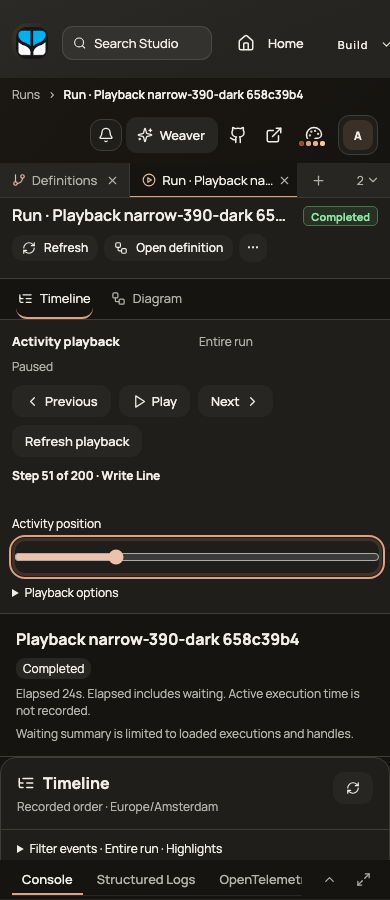 Search Studio
Home
Build
Runs › Run · Playback narrow-390-dark 658c39b4
Weaver
A
Definitions
Run · Playback na…
2
Run · Playback narrow-390-dark 65…
Completed
Refresh
Open definition
Timeline
Diagram
Activity playback
Entire run
Paused
Previous
Play
Next
Refresh playback
Step 51 of 200 · Write Line
Activity position
Playback options
Playback narrow-390-dark 658c39b4
Completed
Elapsed 24s. Elapsed includes waiting. Active execution time is
not recorded.
Waiting summary is limited to loaded executions and handles.
Timeline
Recorded order · Europe/Amsterdam
Filter events · Entire run · Highlights
Console
Structured Logs
OpenTelemet